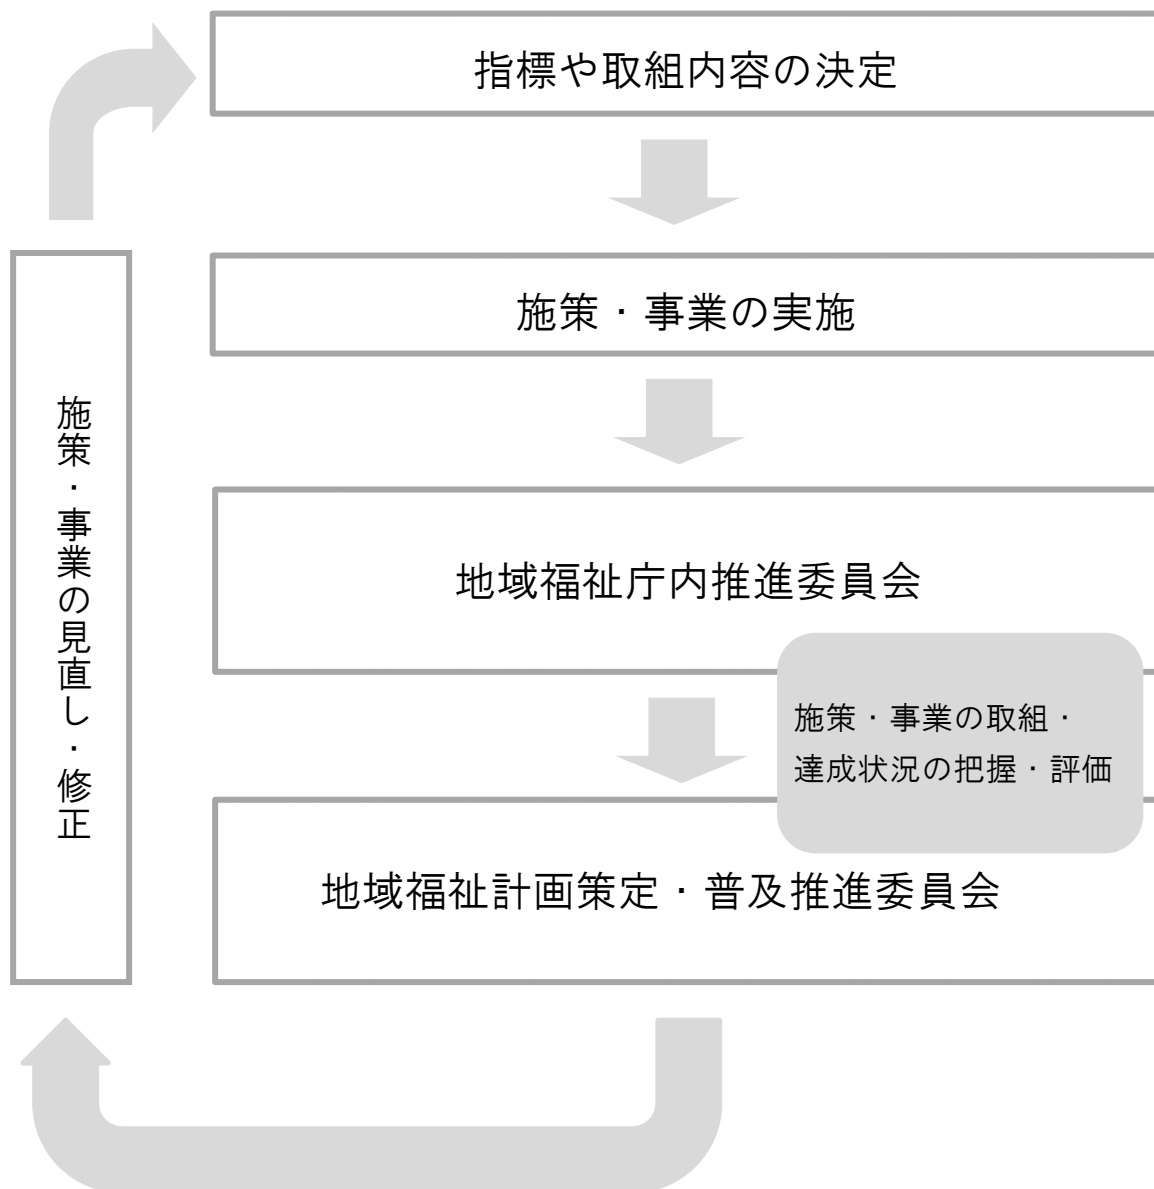 指標や取組内容の決定
施策・事業の実施
地域福祉庁内推進委員会
施策・事業の取組・
達成状況の把握・評価
地域福祉計画策定・普及推進委員会
施策・事業の見直し・修正